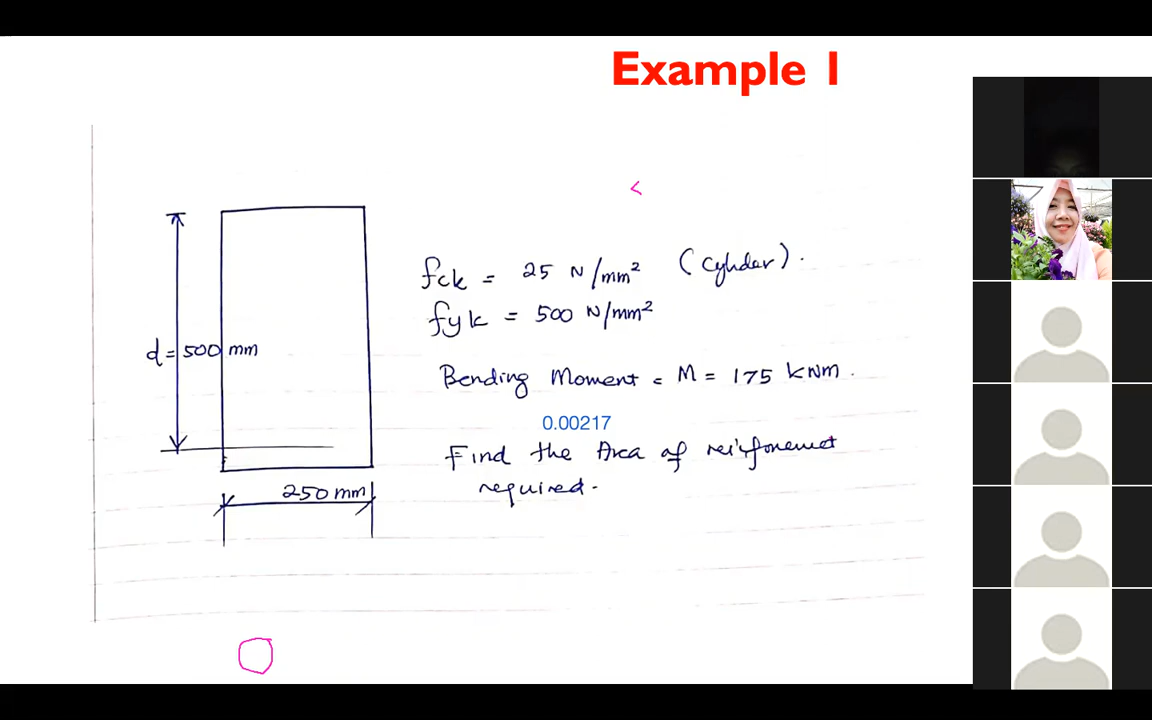 Example 1
<
fck = 25 N/mm² (Cylider).
fyk = 500 N/mm²
d = 500 mm
Bending Moment = M = 175 kNm.
0.00217
Find the Area of reinforcement
required.
250 mm